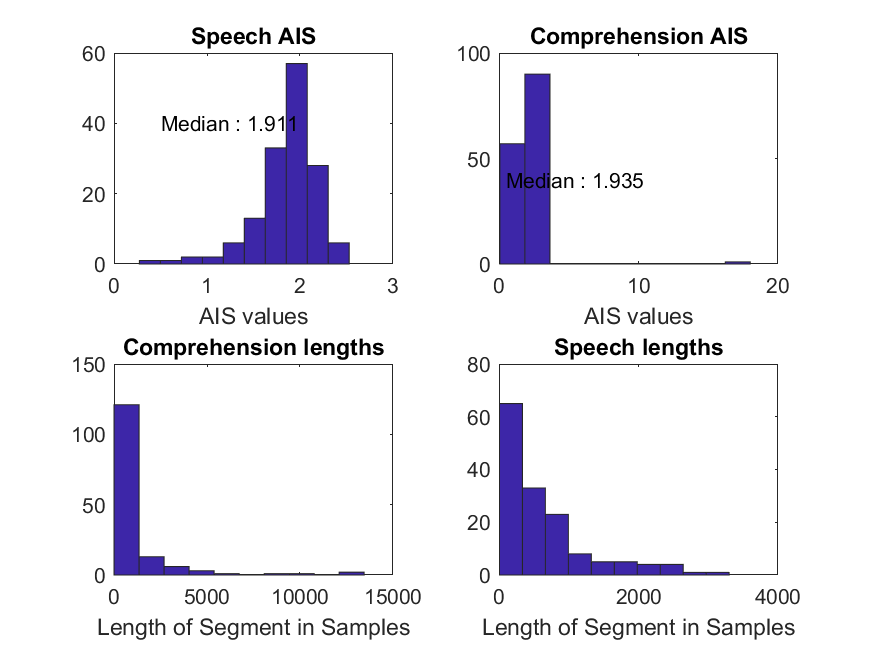 Speech AIS
60
40
20
0
Median : 1.911
0 1 2 3
AIS values
Comprehension AIS
100
50
0
Median : 1.935
0 10 20
AIS values
Comprehension lengths
150
100
50
0
0 5000 10000 15000
Length of Segment in Samples
Speech lengths
80
60
40
20
0
0 2000 4000
Length of Segment in Samples